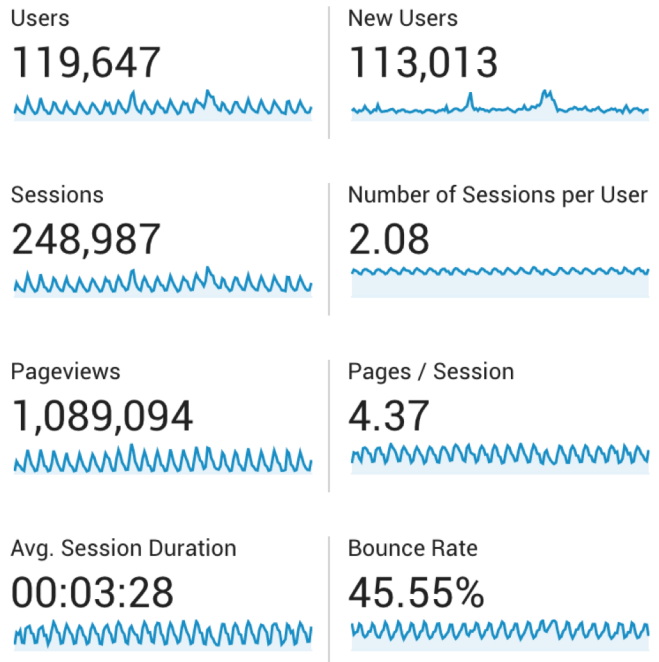 Users
119,647
New Users
113,013
Sessions
248,987
Number of Sessions per User
2.08
Pageviews
1,089,094
Pages / Session
4.37
Avg. Session Duration
00:03:28
Bounce Rate
45.55%